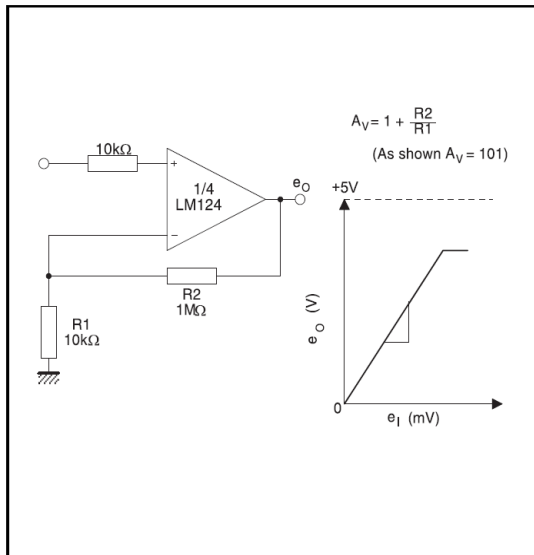 10kΩ
+
1/4
LM124
–
e_O
R2
1MΩ
R1
10kΩ
A_V = 1 + R2/R1
(As shown A_V = 101)
+5V
e_O (V)
0
e_I (mV)